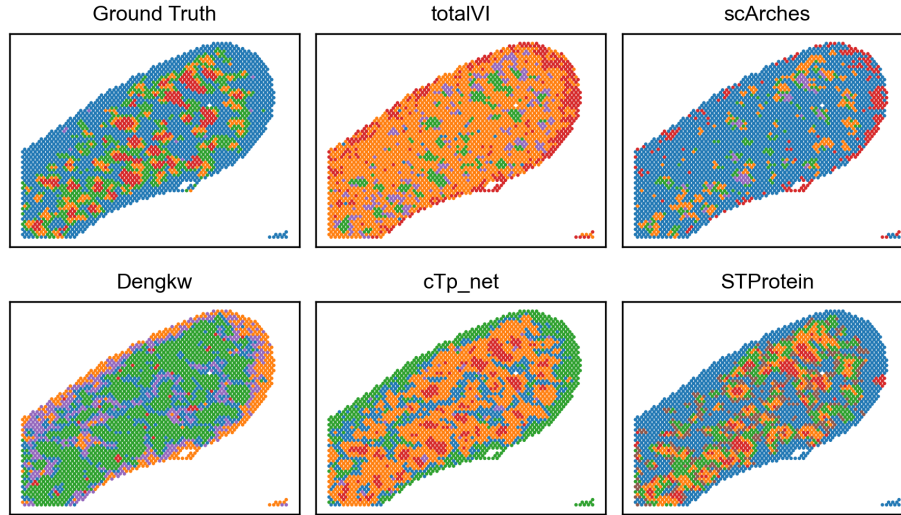 Ground Truth
totalVI
scArches
Dengkw
cTp_net
STProtein